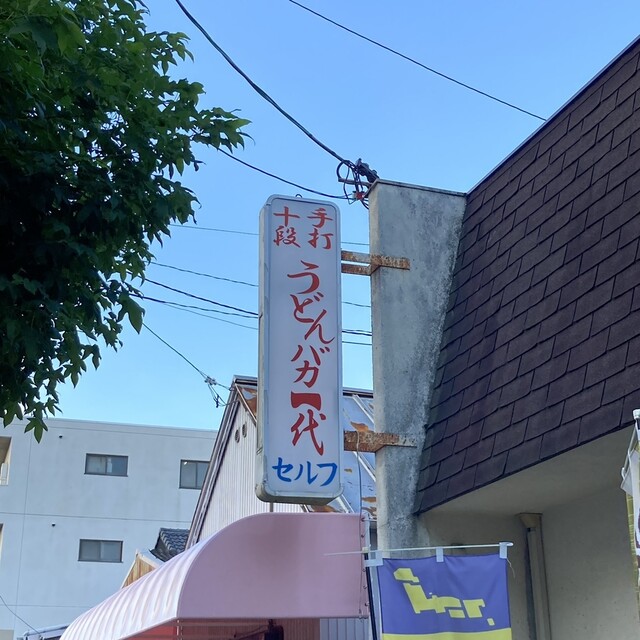 手打
十段
うどんバカ一代
セルフ